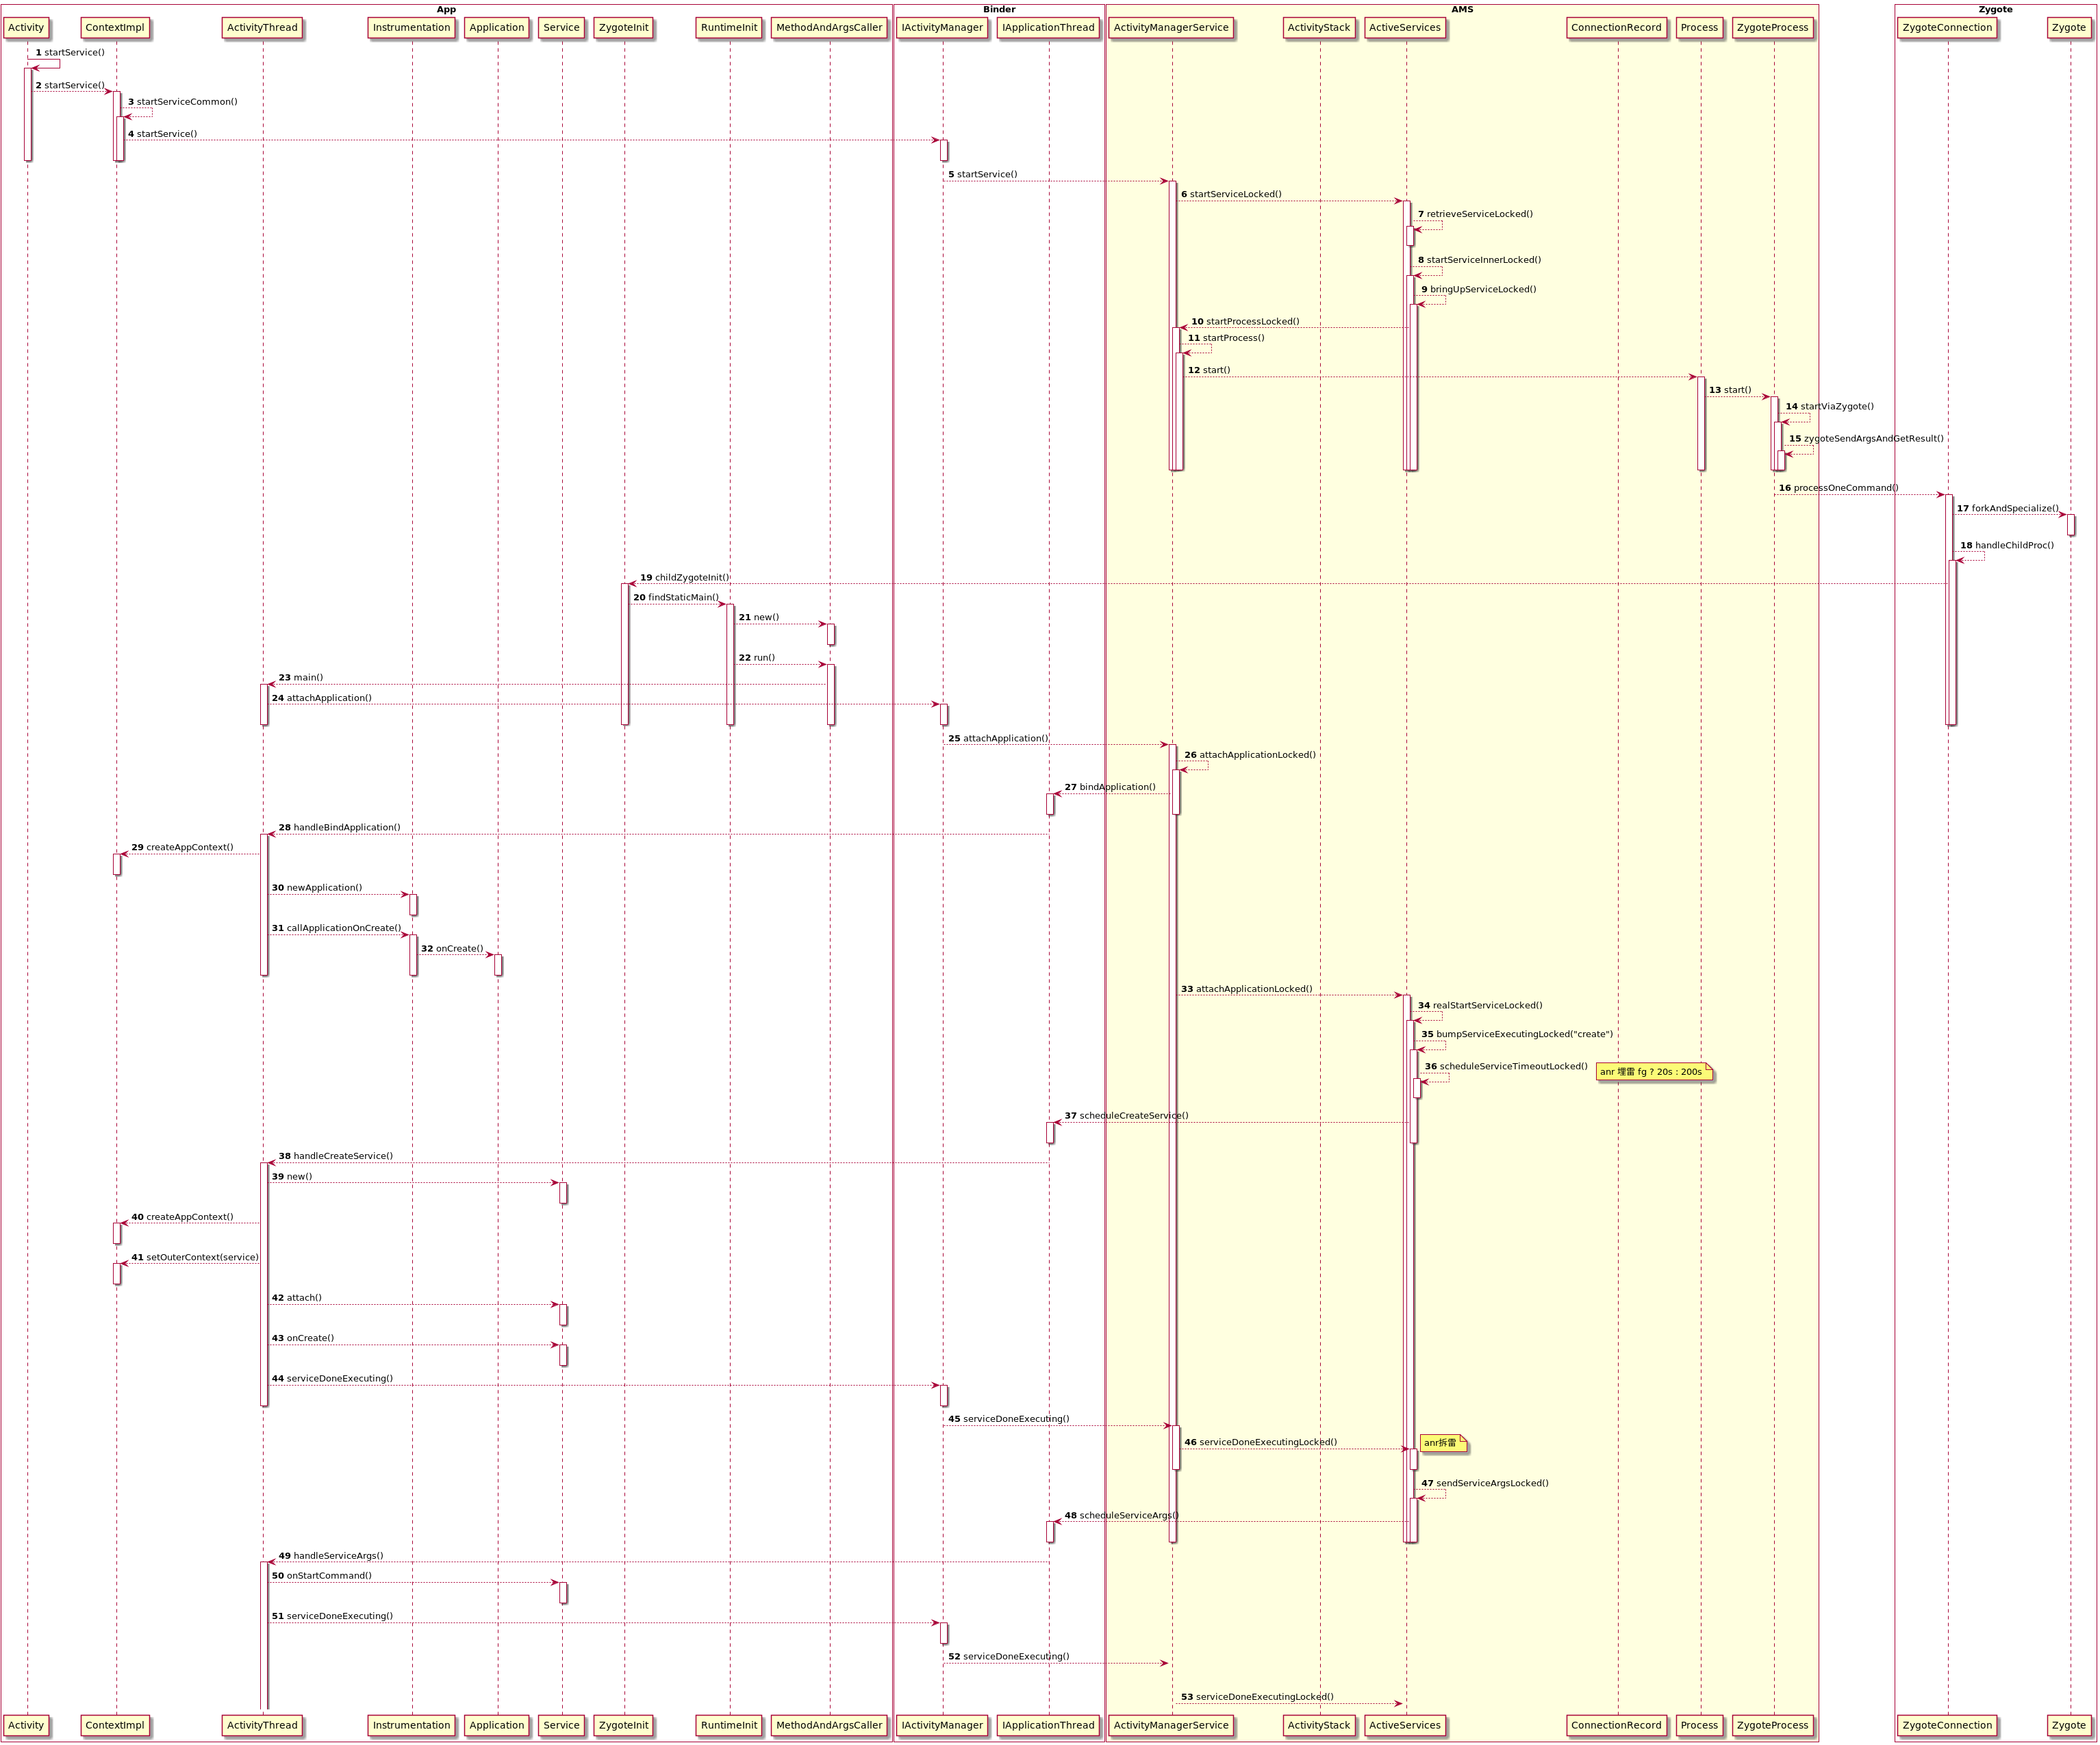 App
Binder
AMS
Zygote
Activity
ContextImpl
ActivityThread
Instrumentation
Application
Service
ZygoteInit
RuntimeInit
MethodAndArgsCaller
IActivityManager
IApplicationThread
ActivityManagerService
ActivityStack
ActiveServices
ConnectionRecord
Process
ZygoteProcess
ZygoteConnection
Zygote
1 startService()
2 startService()
3 startServiceCommon()
4 startService()
5 startService()
6 startServiceLocked()
7 retrieveServiceLocked()
8 startServiceInnerLocked()
9 bringUpServiceLocked()
10 startProcessLocked()
11 startProcess()
12 start()
13 start()
14 startViaZygote()
15 zygoteSendArgsAndGetResult()
16 processOneCommand()
17 forkAndSpecialize()
18 handleChildProc()
19 childZygoteInit()
20 findStaticMain()
21 new()
22 run()
23 main()
24 attachApplication()
25 attachApplication()
26 attachApplicationLocked()
27 bindApplication()
28 handleBindApplication()
29 createAppContext()
30 newApplication()
31 callApplicationOnCreate()
32 onCreate()
33 attachApplicationLocked()
34 realStartServiceLocked()
35 bumpServiceExecutingLocked("create")
36 scheduleServiceTimeoutLocked()
anr 埋雷 fg ? 20s : 200s
37 scheduleCreateService()
38 handleCreateService()
39 new()
40 createAppContext()
41 setOuterContext(service)
42 attach()
43 onCreate()
44 serviceDoneExecuting()
45 serviceDoneExecuting()
46 serviceDoneExecutingLocked()
anr拆雷
47 sendServiceArgsLocked()
48 scheduleServiceArgs()
49 handleServiceArgs()
50 onStartCommand()
51 serviceDoneExecuting()
52 serviceDoneExecuting()
53 serviceDoneExecutingLocked()
Activity
ContextImpl
ActivityThread
Instrumentation
Application
Service
ZygoteInit
RuntimeInit
MethodAndArgsCaller
IActivityManager
IApplicationThread
ActivityManagerService
ActivityStack
ActiveServices
ConnectionRecord
Process
ZygoteProcess
ZygoteConnection
Zygote